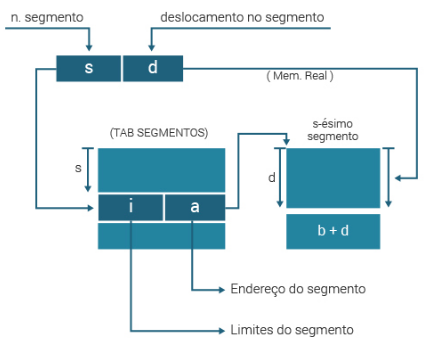 n. segmento
deslocamento no segmento
s
d
( Mem. Real )
(TAB SEGMENTOS)
s-ésimo
segmento
s
d
i
a
b + d
Endereço do segmento
Limites do segmento